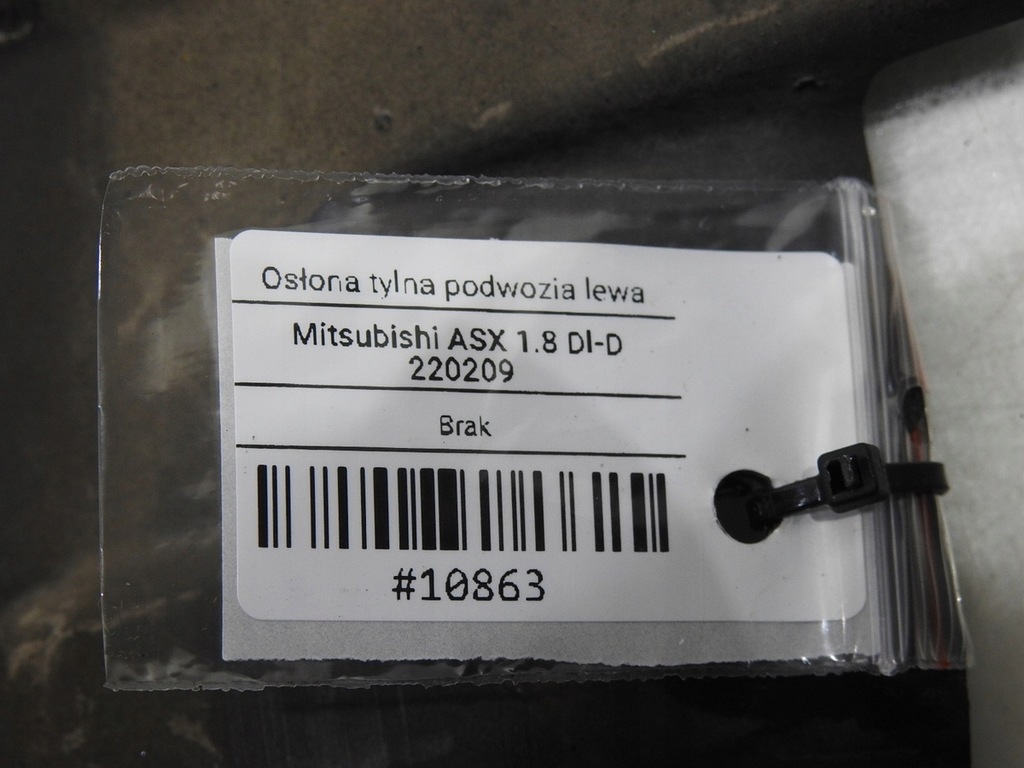 Osłona tylna podwozia lewa
Mitsubishi ASX 1.8 DI-D
220209
Brak
#10863